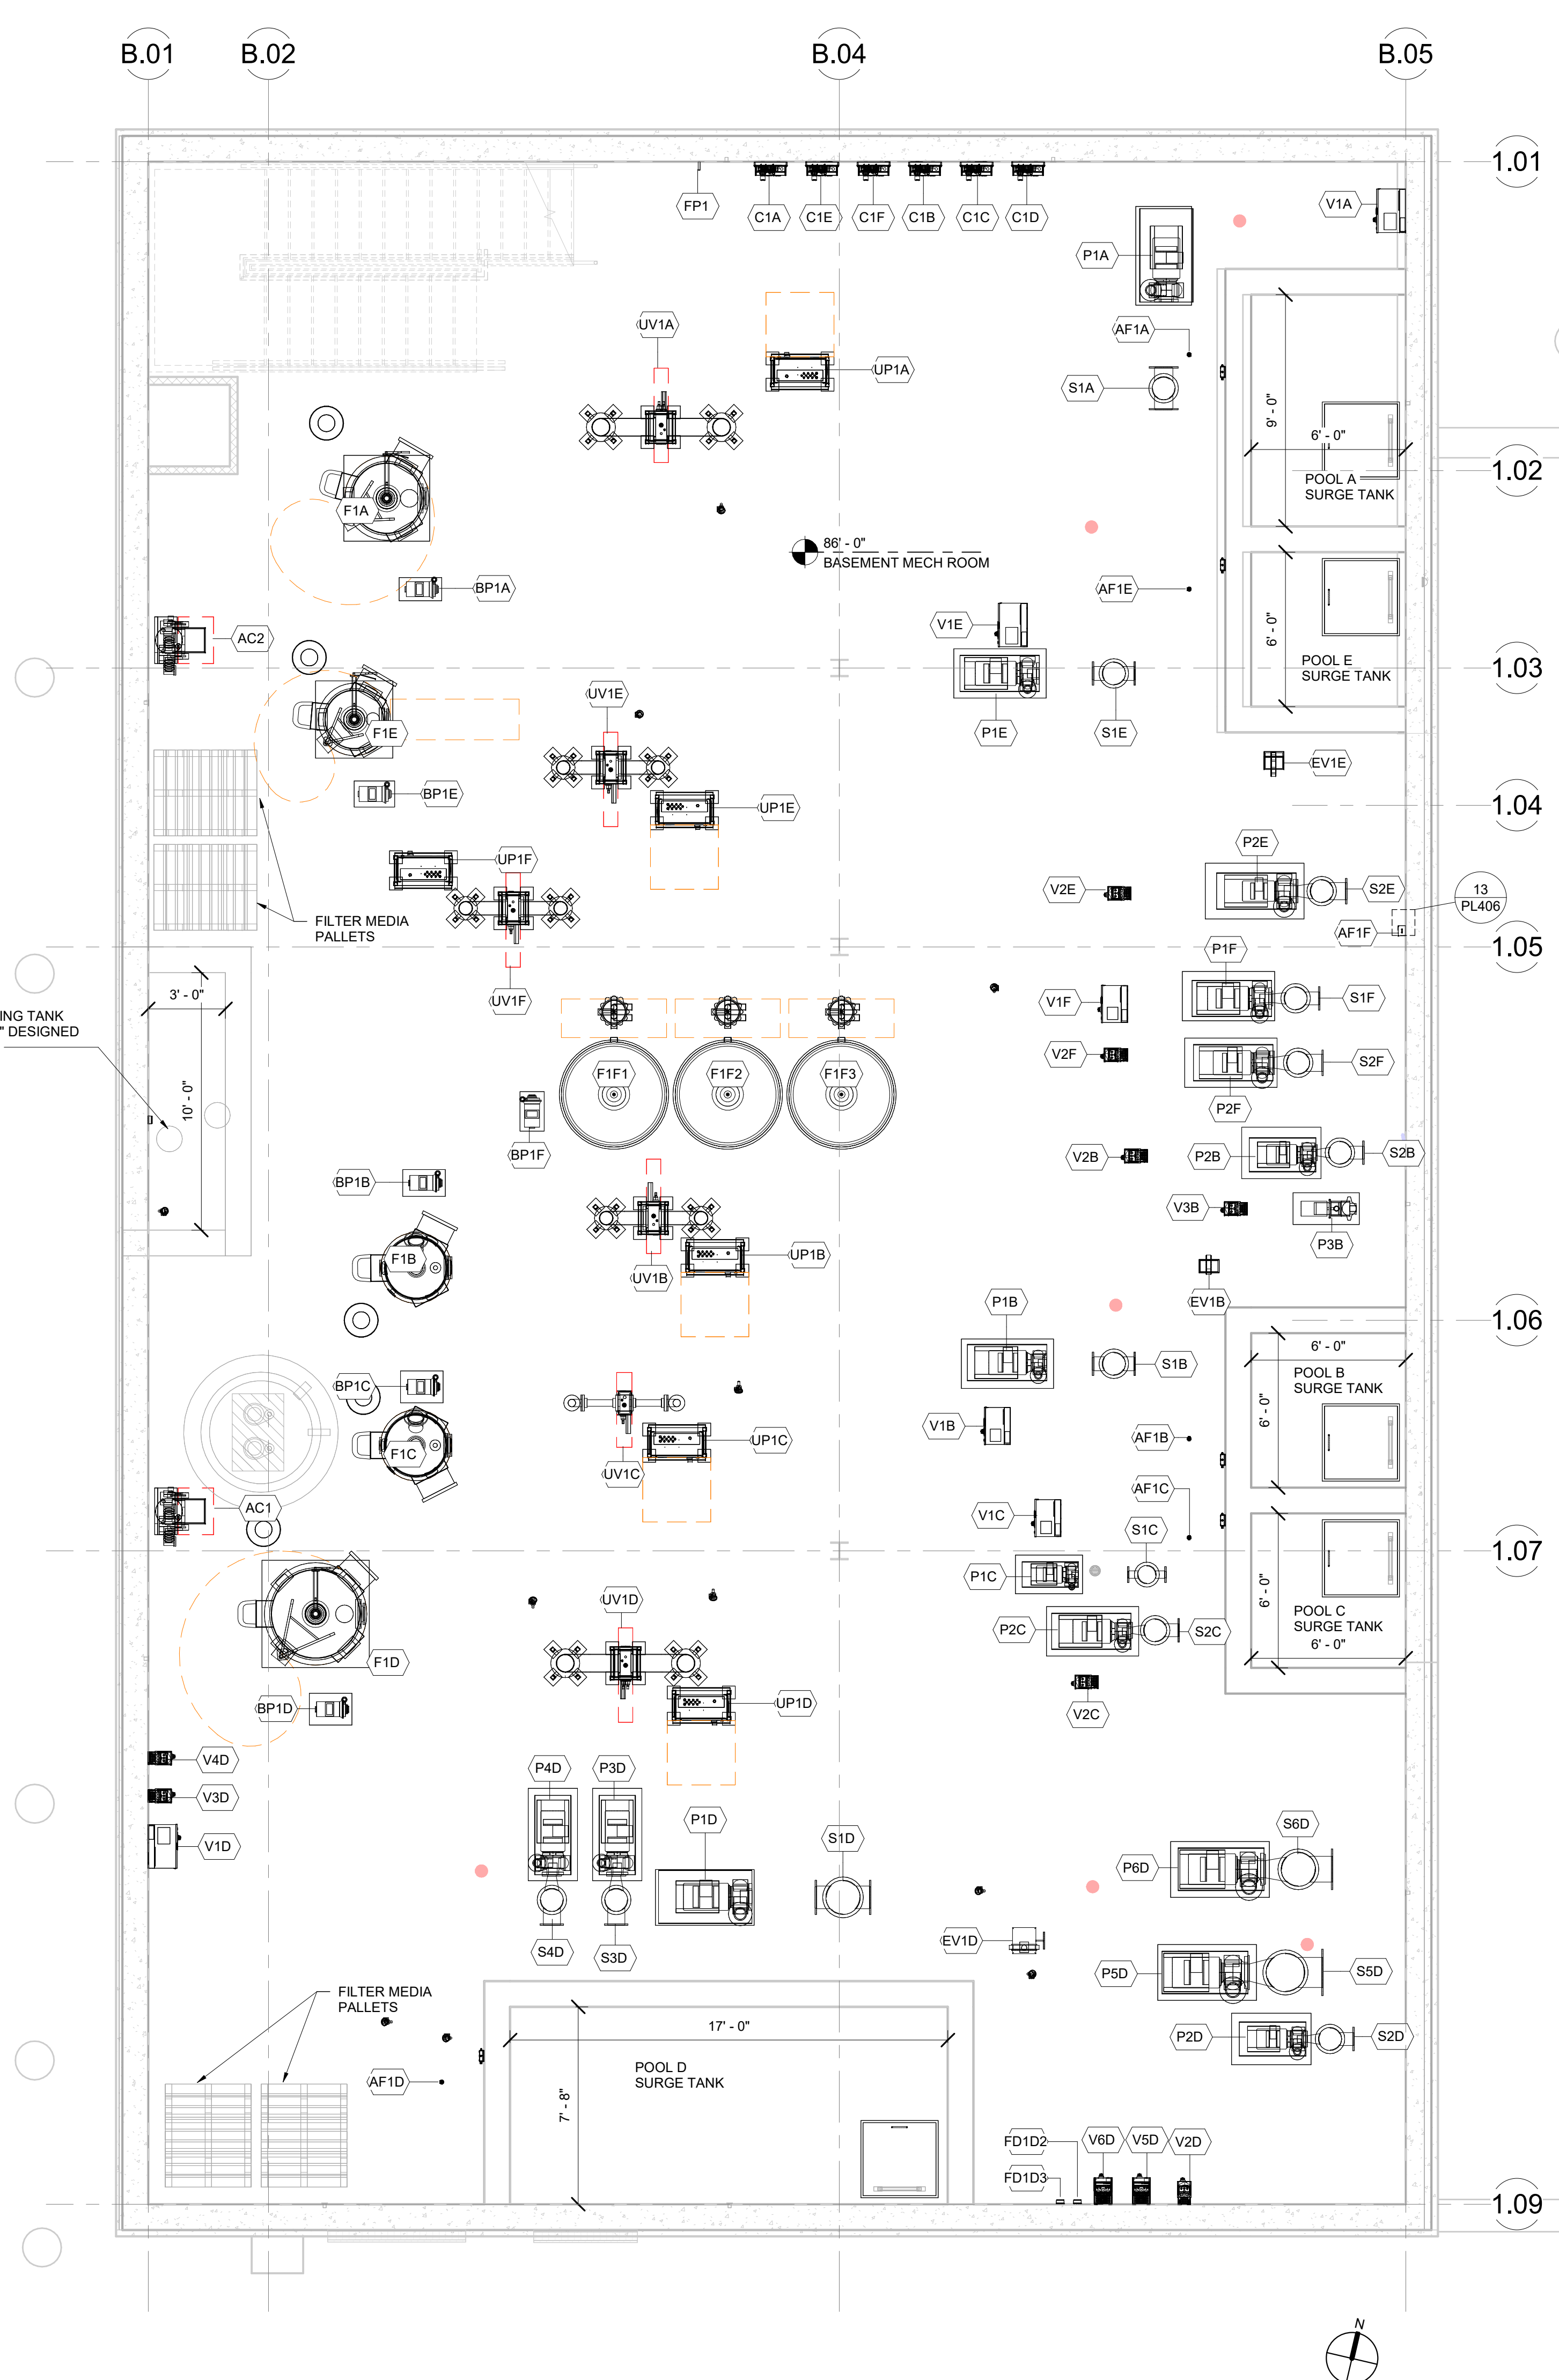 B.01
B.02
B.04
B.05
1.01
FP1
C1A
C1E
C1F
C1B
C1C
C1D
V1A
P1A
UV1A
AF1A
UP1A
S1A
9' - 0"
6' - 0"
1.02
POOL A
SURGE TANK
F1A
86' - 0"
BASEMENT MECH ROOM
BP1A
AF1E
V1E
AC2
6' - 0"
POOL E
SURGE TANK
1.03
UV1E
F1E
P1E
S1E
EV1E
BP1E
UP1E
1.04
P2E
UP1F
V2E
S2E
13
PL406
FILTER MEDIA
PALLETS
AF1F
1.05
P1F
3' - 0"
UV1F
V1F
S1F
ING TANK
" DESIGNED
V2F
S2F
F1F1
F1F2
F1F3
10' - 0"
P2F
BP1F
V2B
P2B
S2B
BP1B
V3B
P3B
F1B
UP1B
UV1B
P1B
EV1B
1.06
6' - 0"
S1B
POOL B
SURGE TANK
BP1C
6' - 0"
V1B
AF1B
F1C
UP1C
UV1C
AF1C
AC1
V1C
S1C
1.07
P1C
UV1D
6' - 0"
POOL C
SURGE TANK
P2C
S2C
6' - 0"
F1D
BP1D
UP1D
V2C
V4D
P4D
P3D
V3D
P1D
S6D
V1D
S1D
P6D
EV1D
S4D
S3D
P5D
S5D
FILTER MEDIA
PALLETS
17' - 0"
P2D
S2D
POOL D
SURGE TANK
AF1D
7' - 8"
FD1D2
V6D
V5D
V2D
FD1D3
1.09
N